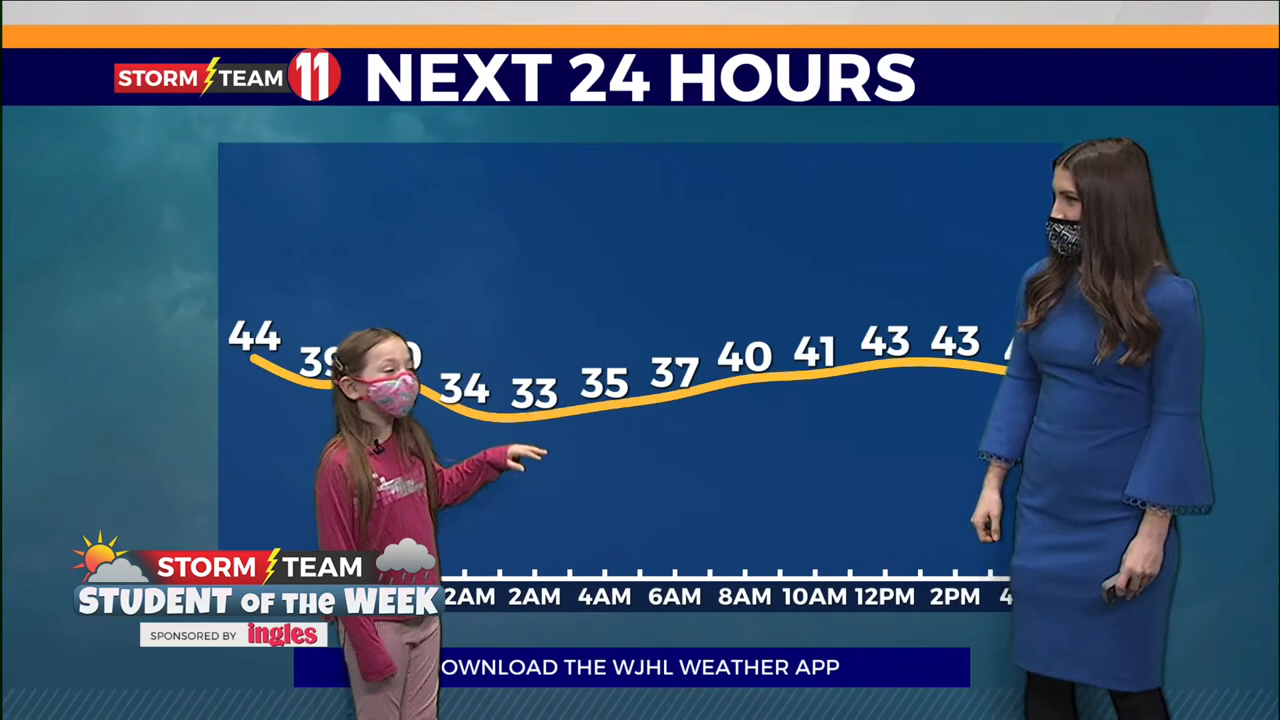 STORM TEAM 11 NEXT 24 HOURS
44 39 34 33 35 37 40 41 43 43
2AM 2AM 4AM 6AM 8AM 10AM 12PM 2PM
STORM TEAM
STUDENT OF THE WEEK
SPONSORED BY ingles
OWNLOAD THE WJHL WEATHER APP